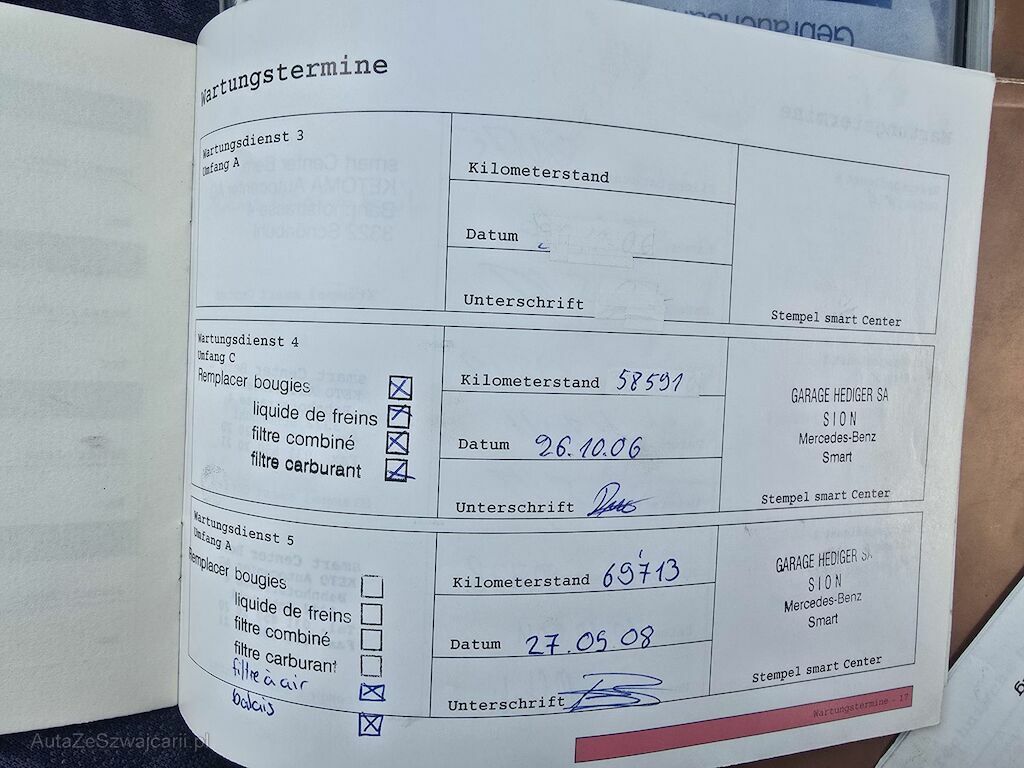 Gebrauchtwa
Wartungstermine
Wartungsdienst 3
Umfang A
Kilometerstand
Datum
Unterschrift
Stempel smart Center
Wartungsdienst 4
Umfang C
Remplacer bougies
liquide de freins
filtre combiné
filtre carburant
Kilometerstand 58591
Datum 26.10.06
Unterschrift
GARAGE HEDIGER SA
SION
Mercedes-Benz
Smart
Stempel smart Center
Wartungsdienst 5
Umfang A
Remplacer bougies
liquide de freins
filtre combiné
filtre carburant
filtre à air
balais
Kilometerstand 69713
Datum 27.05.08
Unterschrift
GARAGE HEDIGER SA
SION
Mercedes-Benz
Smart
Stempel smart Center
Wartungstermine - 17
AutaZeSzwajcarii.pl